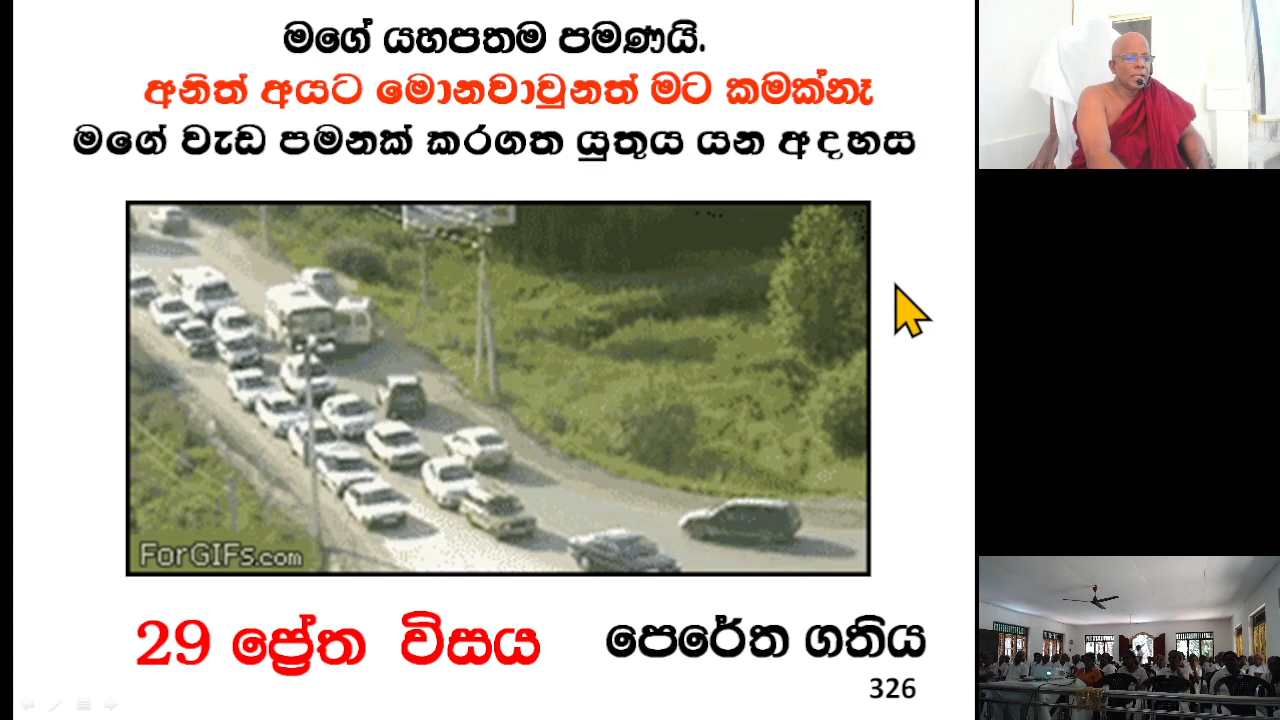 මගේ යහපතම පමණයි.
අනිත් අයට මොනවාවුනත් මට කමක්නෑ
මගේ වැඩ පමනක් කරගත යුතුය යන අදහස
ForGIFs.com
29 ප්‍රේත විසය
පෙරේත ගතිය
326